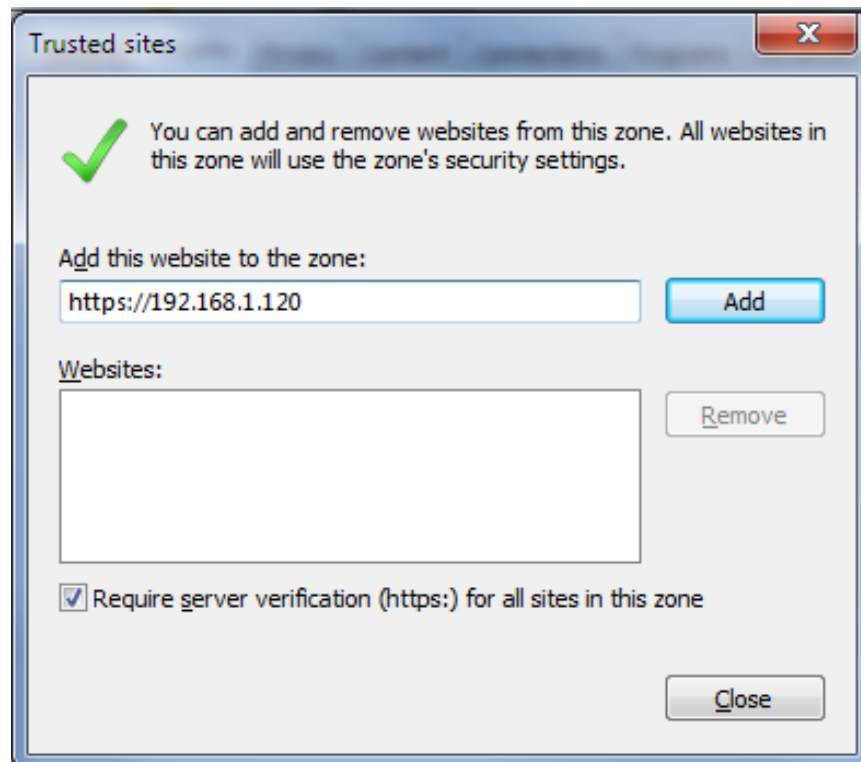 Trusted sites
You can add and remove websites from this zone. All websites in
this zone will use the zone's security settings.
Add this website to the zone:
https://192.168.1.120
Add
Websites:
Remove
Require server verification (https:) for all sites in this zone
Close